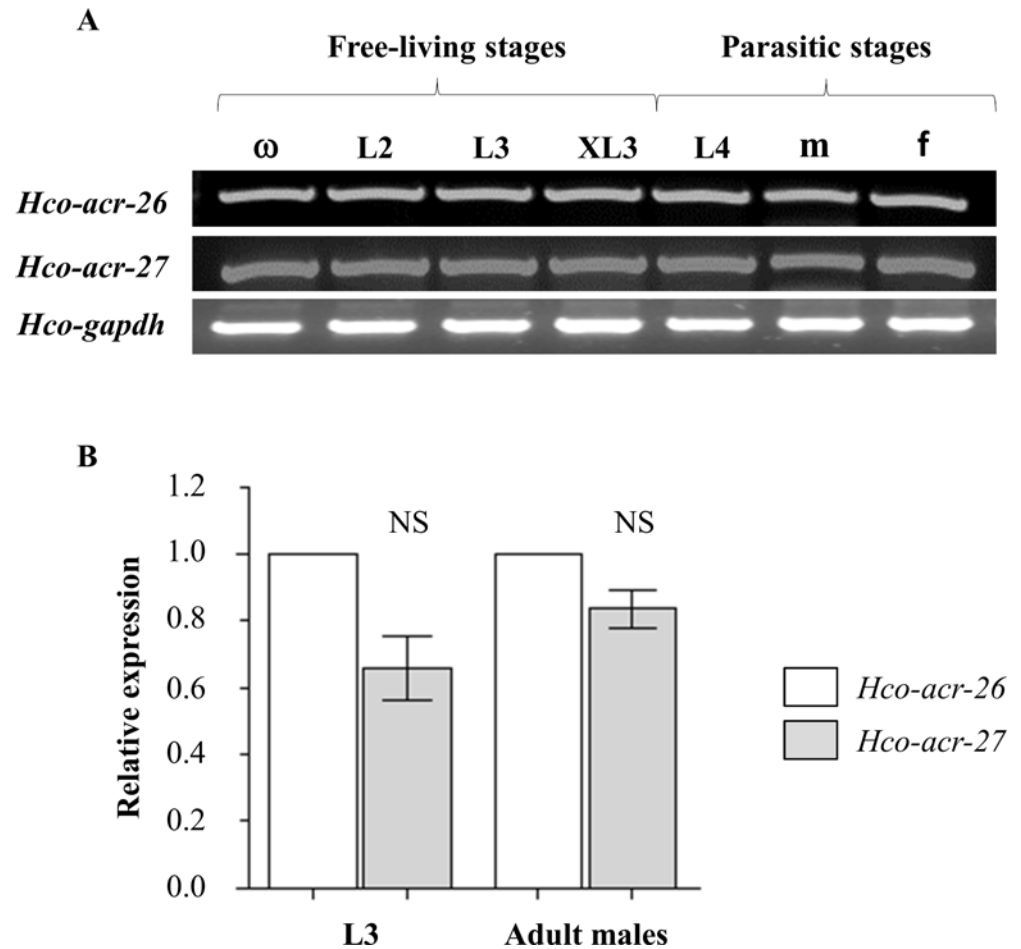 A
Free-living stages Parasitic stages
ω L2 L3 XL3 L4 m f
Hco-acr-26
Hco-acr-27
Hco-gapdh
B
1.2
1.0
0.8
0.6
0.4
0.2
0.0
Relative expression
NS NS
L3 Adult males
Hco-acr-26
Hco-acr-27